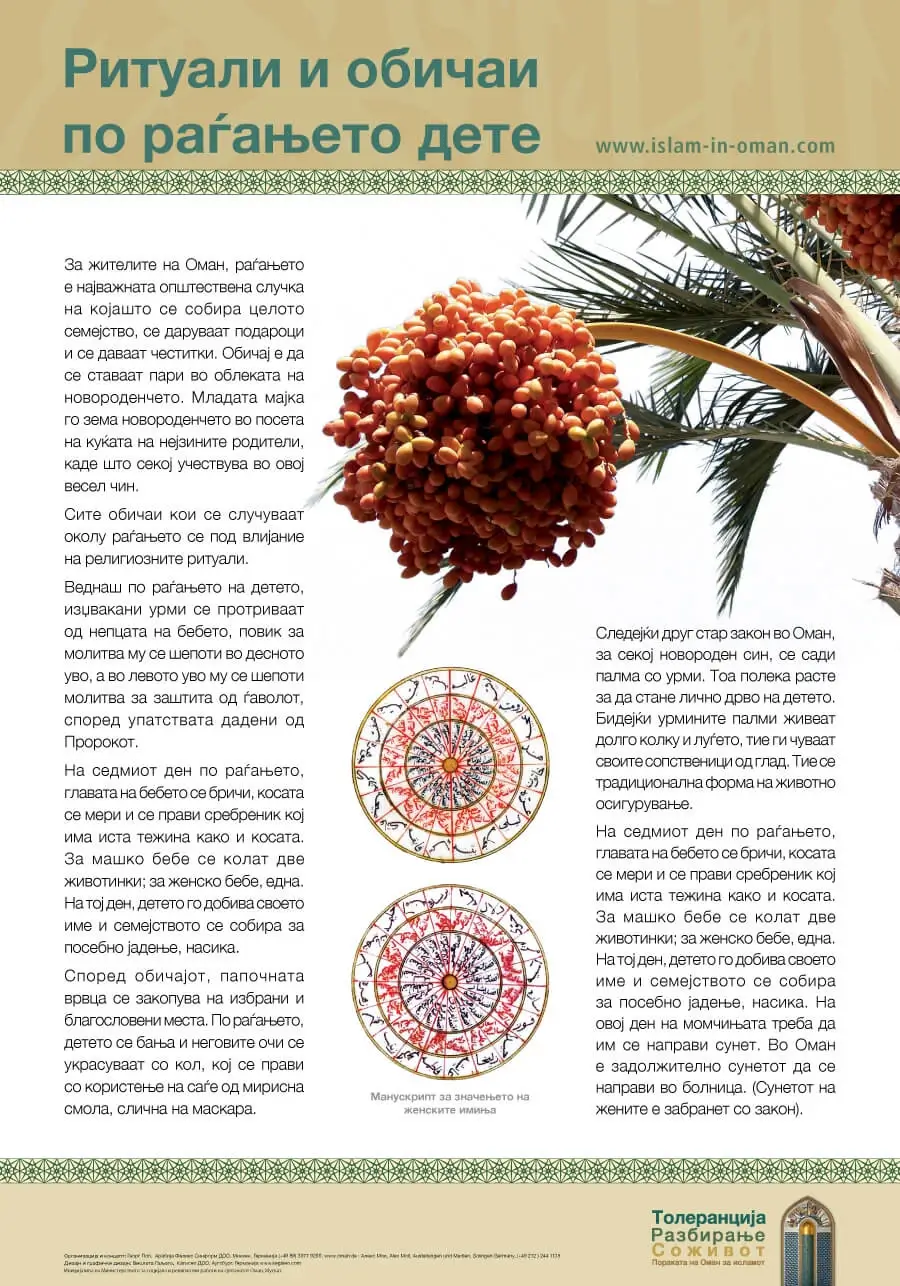 Ритуали и обичаи
по раѓањето дете
www.islam-in-oman.com
За жителите на Оман, раѓањето
е најважната општествена случка
на којашто се собира целото
семејство, се даруваат подароци
и се даваат честитки. Обичај е да
се ставаат пари во облеката на
новороденчето. Младата мајка
го зема новороденчето во посета
на куќата на нејзините родители,
каде што секој учествува во овој
весел чин.
Сите обичаи кои се случуваат
околу раѓањето се под влијание
на религиозните ритуали.
Веднаш по раѓањето на детето,
изџвакани урми се протриваат
од непцата на бебето, повик за
молитва му се шепоти во десното
уво, а во левото уво му се шепоти
молитва за заштита од ѓаволот,
според упатствата дадени од
Пророкот.
На седмиот ден по раѓањето,
главата на бебето се бричи, косата
се мери и се прави сребреник кој
има иста тежина како и косата.
За машко бебе се колат две
животинки; за женско бебе, една.
На тој ден, детето го добива своето
име и семејството се собира за
посебно јадење, насика.
Според обичајот, папочната
врвца се закопува на избрани и
благословени места. По раѓањето,
детето се бања и неговите очи се
украсуваат со кол, кој се прави
со користење на саѓе од мирисна
смола, слична на маскара.
Манускрипт за значењето на
женските имиња
Следејќи друг стар закон во Оман,
за секој новороден син, се сади
палма со урми. Тоа полека расте
за да стане лично дрво на детето.
Бидејќи урмините палми живеат
долго колку и луѓето, тие ги чуваат
своите сопственици од глад. Тие се
традиционална форма на животно
осигурување.
На седмиот ден по раѓањето,
главата на бебето се бричи, косата
се мери и се прави сребреник кој
има иста тежина како и косата.
За машко бебе се колат две
животинки; за женско бебе, една.
На тој ден, детето го добива своето
име и семејството се собира
за посебно јадење, насика. На
овој ден на момчињата треба да
им се направи сунет. Во Оман
е задолжително сунетот да се
направи во болница. (Сунетот на
жените е забранет со закон).
Толеранција
Разбирање
Соживот
Пораката на Оман за исламот